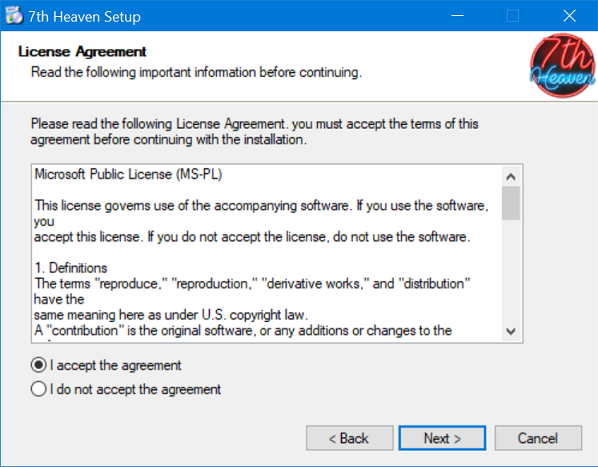 7th Heaven Setup
License Agreement
Read the following important information before continuing.
7th
Heaven
Please read the following License Agreement. you must accept the terms of this
agreement before continuing with the installation.
Microsoft Public License (MS-PL)
This license governs use of the accompanying software. If you use the software,
you
accept this license. If you do not accept the license, do not use the software.
1. Definitions
The terms "reproduce," "reproduction," "derivative works," and "distribution"
have the
same meaning here as under U.S. copyright law.
A "contribution" is the original software, or any additions or changes to the
I accept the agreement
I do not accept the agreement
< Back
Next >
Cancel